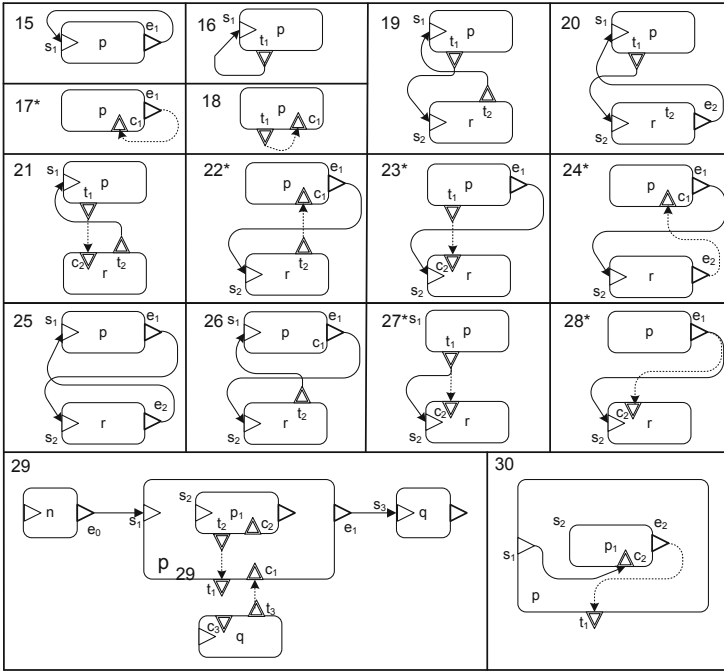 15 s1 p e1
16 s1 p t1
17* p e1 c1
18 p t1 c1
19 s1 p t1 s2 r t2
20 s1 p t1 s2 r t2 e2
21 s1 p t1 c2 t2 r
22* e1 p c1 t2 s2 r
23* e1 p t1 c2 s2 r
24* e1 p c1 e2 s2 r
25 s1 p e1 e2 s2 r
26 s1 p e1 c1 t2 s2 r
27* s1 p t1 c2 s2 r
28* p e1 c2 s2 r
29
n e0 s1 s2 p1 t2 c2 e1 s3 q
p 29 t1 c1
t3 c3 q
30
s2 e2 p1 c2 s1 p t1